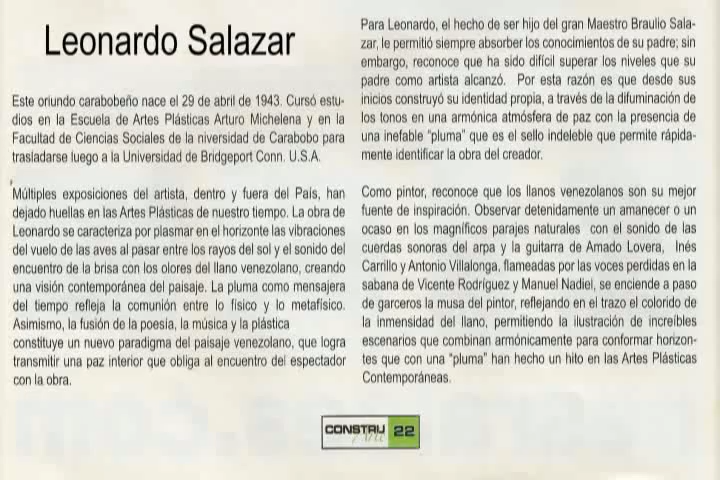 Leonardo Salazar
Este oriundo carabobeño nace el 29 de abril de 1943. Cursó estu-
dios en la Escuela de Artes Plásticas Arturo Michelena y en la
Facultad de Ciencias Sociales de la niversidad de Carabobo para
trasladarse luego a la Universidad de Bridgeport Conn. U.S.A.
Múltiples exposiciones del artista, dentro y fuera del País, han
dejado huellas en las Artes Plásticas de nuestro tiempo. La obra de
Leonardo se caracteriza por plasmar en el horizonte las vibraciones
del vuelo de las aves al pasar entre los rayos del sol y el sonido del
encuentro de la brisa con los olores del llano venezolano, creando
una visión contemporánea del paisaje. La pluma como mensajera
del tiempo refleja la comunión entre lo físico y lo metafísico.
Asimismo, la fusión de la poesía, la música y la plástica
constituye un nuevo paradigma del paisaje venezolano, que logra
transmitir una paz interior que obliga al encuentro del espectador
con la obra.
Para Leonardo, el hecho de ser hijo del gran Maestro Braulio Sala-
zar, le permitió siempre absorber los conocimientos de su padre; sin
embargo, reconoce que ha sido difícil superar los niveles que su
padre como artista alcanzó. Por esta razón es que desde sus
inicios construyó su identidad propia, a través de la difuminación de
los tonos en una armónica atmósfera de paz con la presencia de
una inefable "pluma" que es el sello indeleble que permite rápida-
mente identificar la obra del creador.
Como pintor, reconoce que los llanos venezolanos son su mejor
fuente de inspiración. Observar detenidamente un amanecer o un
ocaso en los magníficos parajes naturales con el sonido de las
cuerdas sonoras del arpa y la guitarra de Amado Lovera, Inés
Carrillo y Antonio Villalonga, flameadas por las voces perdidas en la
sabana de Vicente Rodríguez y Manuel Nadiel, se enciende a paso
de garceros la musa del pintor, reflejando en el trazo el colorido de
la inmensidad del llano, permitiendo la ilustración de increíbles
escenarios que combinan armónicamente para conformar horizon-
tes que con una "pluma" han hecho un hito en las Artes Plásticas
Contemporáneas.
CONSTRU Arte 22